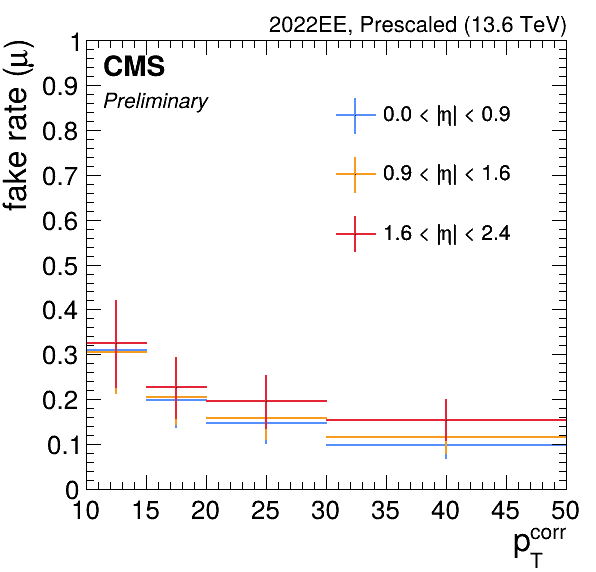 2022EE, Prescaled (13.6 TeV)
CMS
Preliminary
0.0 < |η| < 0.9
0.9 < |η| < 1.6
1.6 < |η| < 2.4
fake rate (μ)
1
0.9
0.8
0.7
0.6
0.5
0.4
0.3
0.2
0.1
0
10 15 20 25 30 35 40 45 50
p_T^corr